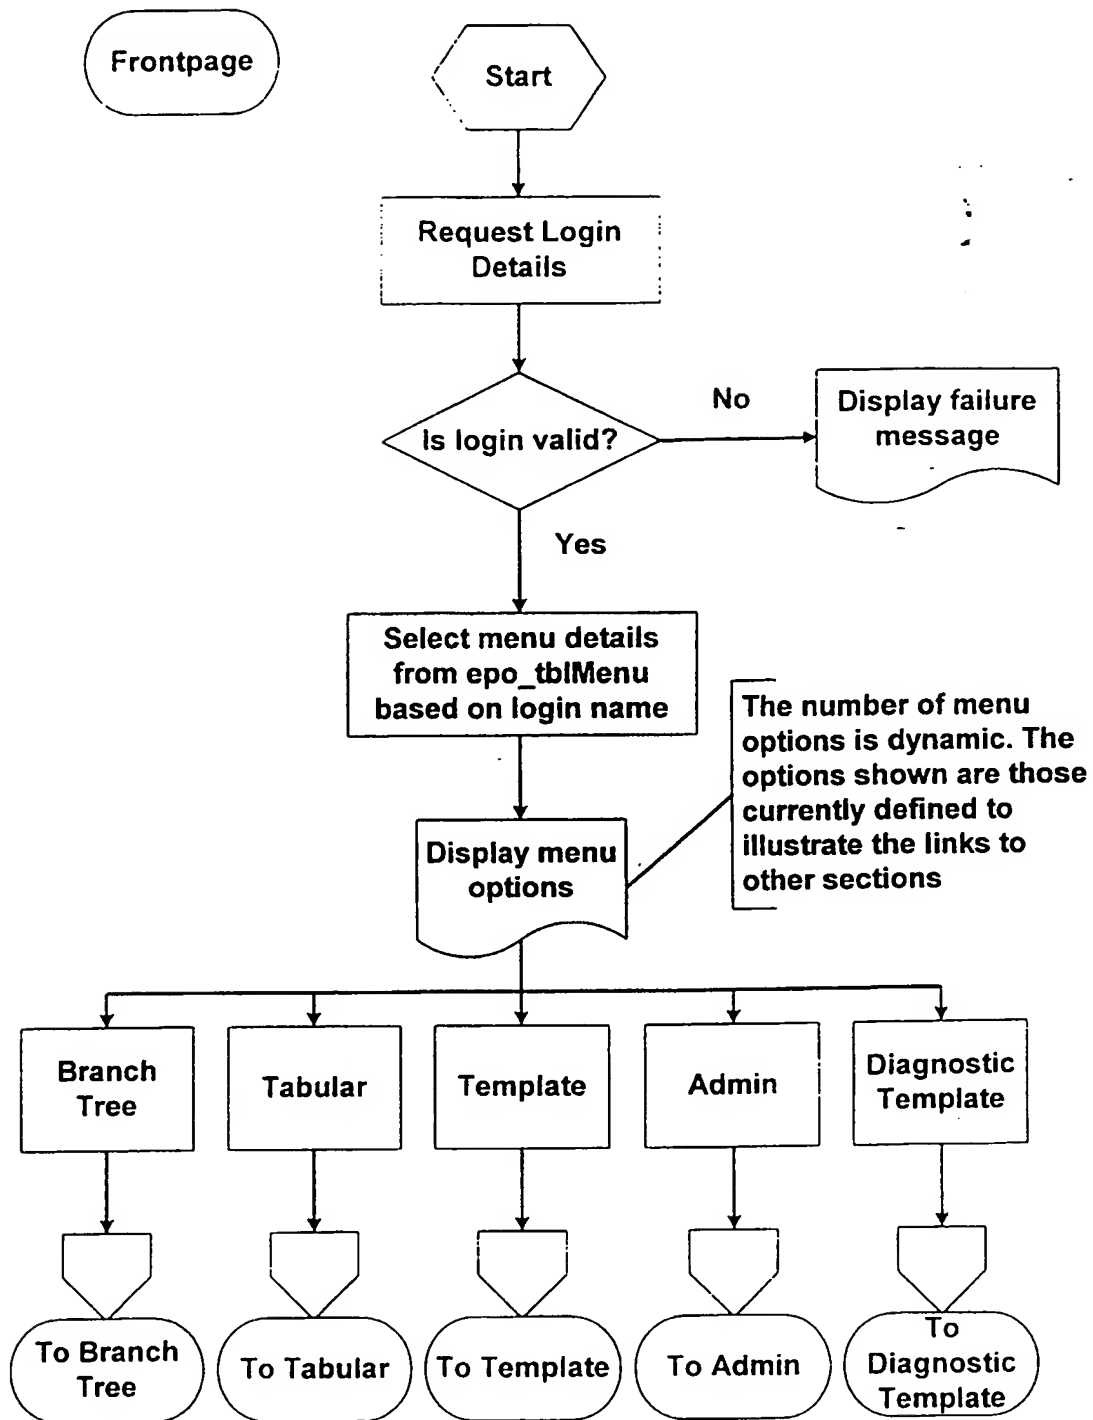 Frontpage
Start
Request Login
Details
Is login valid?
No
Display failure
message
Yes
Select menu details
from epo_tblMenu
based on login name
The number of menu
options is dynamic. The
options shown are those
currently defined to
illustrate the links to
other sections
Display menu
options
Branch
Tree
Tabular
Template
Admin
Diagnostic
Template
To Branch
Tree
To Tabular
To Template
To Admin
To
Diagnostic
Template